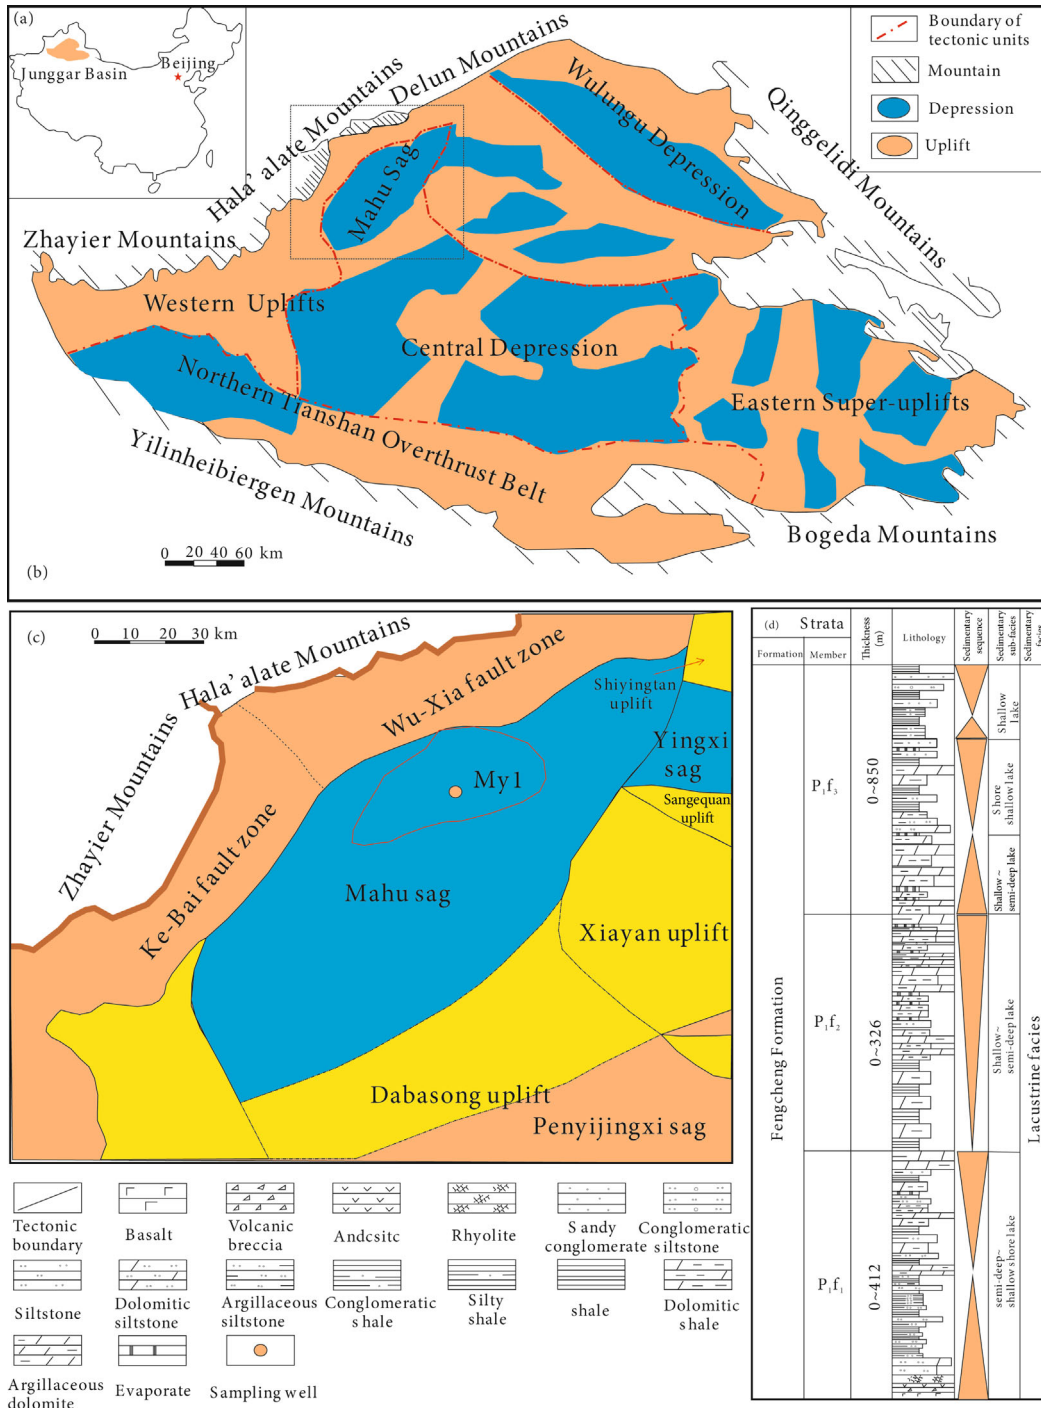 (a)
Junggar Basin
Beijing
Boundary of
tectonic units
Mountain
Depression
Uplift
Delun Mountains
Hala' alate Mountains
Zhayier Mountains
Wulungu Depression
Qinggelidi Mountains
Mahu Sag
Western Uplifts
Central Depression
Eastern Super-uplifts
Northern Tianshan Overthrust Belt
Yilinheibiergen Mountains
Bogeda Mountains
0 20 40 60 km
(b)
(c)
0 10 20 30 km
Hala' alate Mountains
Zhayier Mountains
Wu-Xia fault zone
Ke-Bai fault zone
Shiyingtan
uplift
Yingxi
sag
My1
Sangequan
uplift
Mahu sag
Xiayan uplift
Dabasong uplift
Penyijingxi sag
(d) Strata
Formation
Member
Thickness
(m)
Lithology
Sedimentary
sequence
Sedimentary
sub-facies
Sedimentary
facies
Fengcheng Formation
P₁f₃
0~850
Shallow
lake
Shore
shallow lake
Shallow~
semi-deep lake
P₁f₂
0~326
Shallow~
semi-deep lake
P₁f₁
0~412
semi-deep~
shallow shore lake
Lacustrine facies
Tectonic
boundary
Basalt
Volcanic
breccia
Andcsitc
Rhyolite
Sandy
conglomerate
Conglomeratic
siltstone
Siltstone
Dolomitic
siltstone
Argillaceous
siltstone
Conglomeratic
shale
Silty
shale
shale
Dolomitic
shale
Argillaceous
dolomite
Evaporate
Sampling well